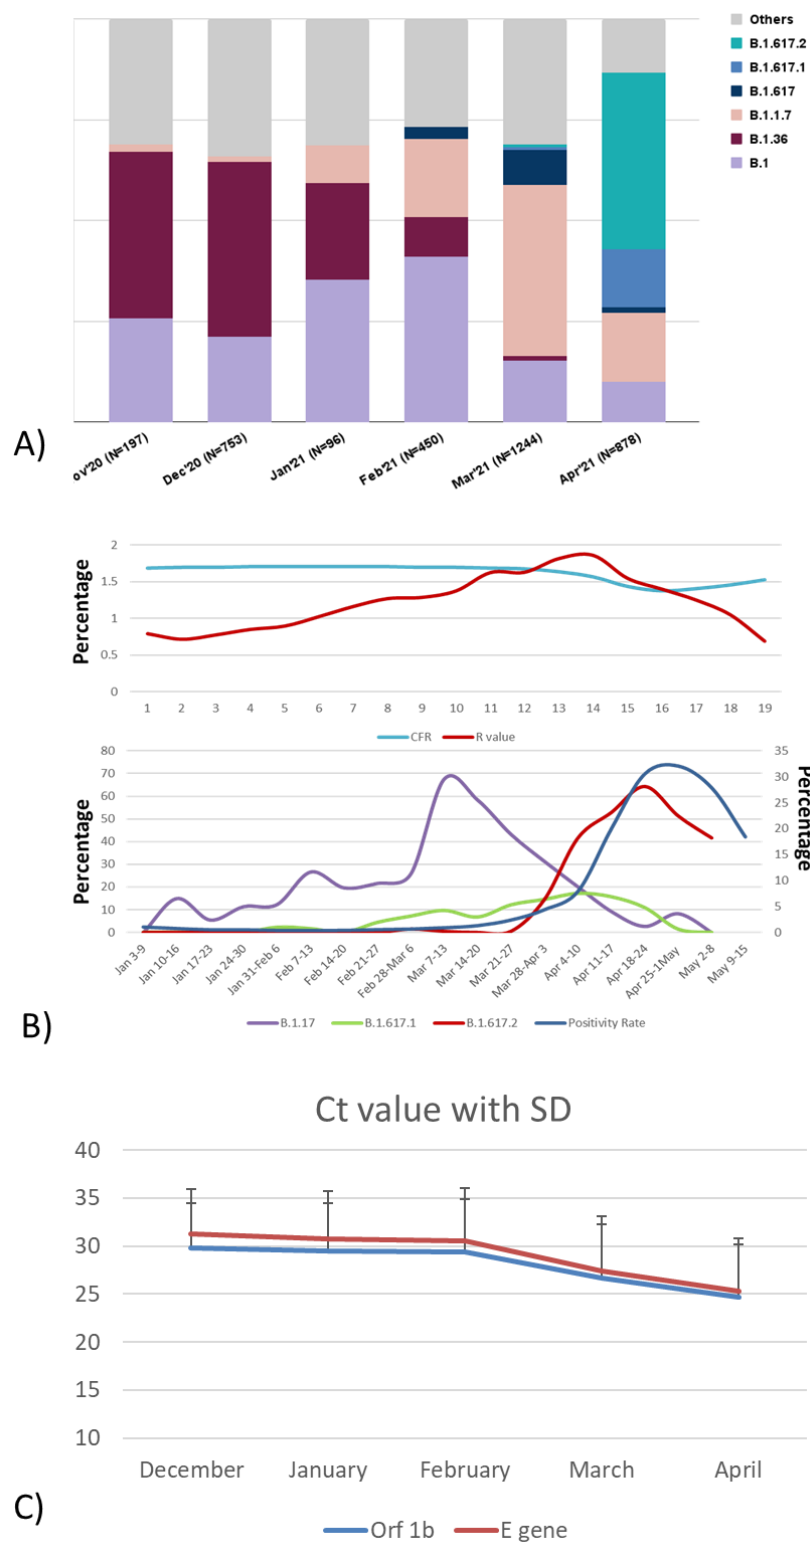 Others
B.1.617.2
B.1.617.1
B.1.617
B.1.1.7
B.1.36
B.1
A)
ov'20 (N=197)
Dec'20 (N=753)
Jan'21 (N=96)
Feb'21 (N=450)
Mar'21 (N=1244)
Apr'21 (N=878)
Percentage
2
1.5
1
0.5
0
1 2 3 4 5 6 7 8 9 10 11 12 13 14 15 16 17 18 19
CFR R value
Percentage
80
70
60
50
40
30
20
10
0
35
30
25
20
15
10
5
0
Percentage
Jan 3-9
Jan 10-16
Jan 17-23
Jan 24-30
Jan 31-Feb 6
Feb 7-13
Feb 14-20
Feb 21-27
Feb 28-Mar 6
Mar 7-13
Mar 14-20
Mar 21-27
Mar 28-Apr 3
Apr 4-10
Apr 11-17
Apr 18-24
Apr 25-1May
May 2-8
May 9-15
B)
B.1.17 B.1.617.1 B.1.617.2 Positivity Rate
Ct value with SD
40
35
30
25
20
15
10
December January February March April
C)
Orf 1b E gene